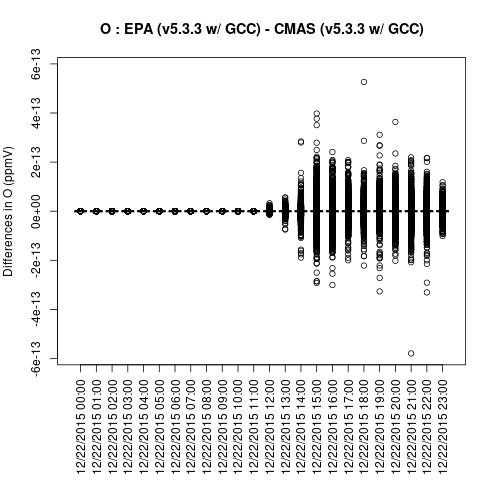 O : EPA (v5.3.3 w/ GCC) - CMAS (v5.3.3 w/ GCC)
Differences in O (ppmV)
6e-13
4e-13
2e-13
0e+00
-2e-13
-4e-13
-6e-13
12/22/2015 00:00
12/22/2015 01:00
12/22/2015 02:00
12/22/2015 03:00
12/22/2015 04:00
12/22/2015 05:00
12/22/2015 06:00
12/22/2015 07:00
12/22/2015 08:00
12/22/2015 09:00
12/22/2015 10:00
12/22/2015 11:00
12/22/2015 12:00
12/22/2015 13:00
12/22/2015 14:00
12/22/2015 15:00
12/22/2015 16:00
12/22/2015 17:00
12/22/2015 18:00
12/22/2015 19:00
12/22/2015 20:00
12/22/2015 21:00
12/22/2015 22:00
12/22/2015 23:00